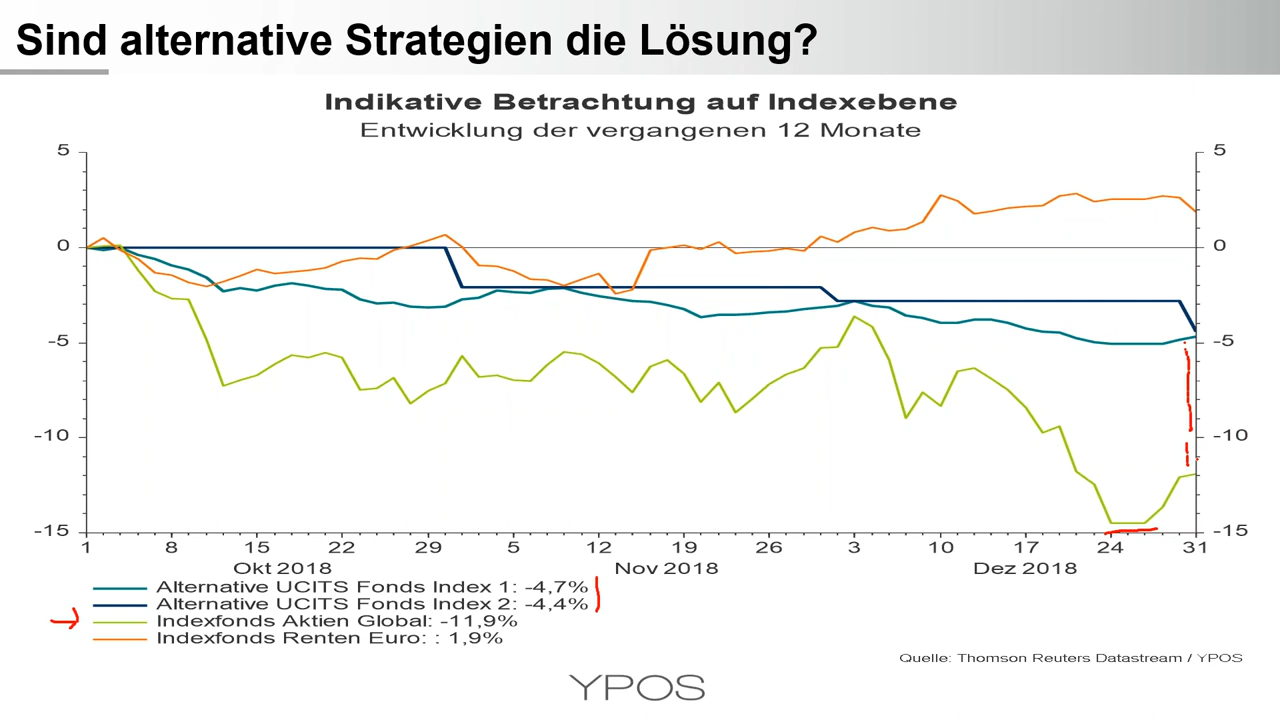 Sind alternative Strategien die Lösung?
Indikative Betrachtung auf Indexebene
Entwicklung der vergangenen 12 Monate
5 5
0 0
-5 -5
-10 -10
-15 -15
1 8 15 22 29 5 12 19 26 3 10 17 24 31
Okt 2018 Nov 2018 Dez 2018
Alternative UCITS Fonds Index 1: -4,7%
Alternative UCITS Fonds Index 2: -4,4%
Indexfonds Aktien Global: -11,9%
Indexfonds Renten Euro: : 1,9%
Quelle: Thomson Reuters Datastream / YPOS
YPOS